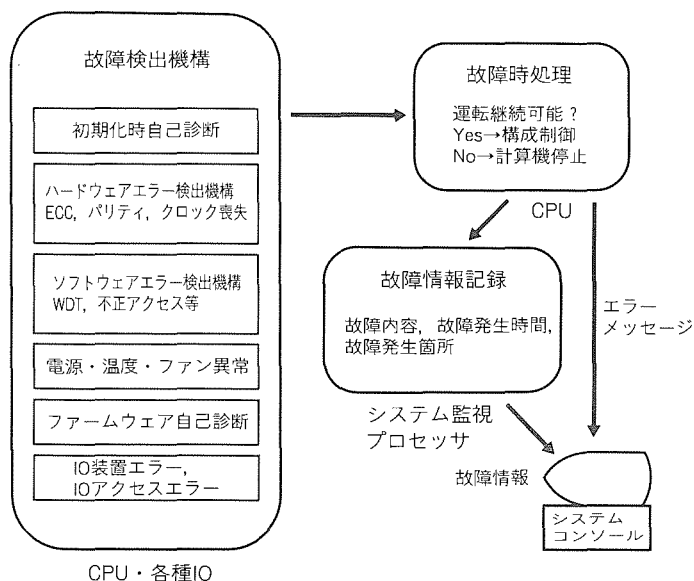 故障検出機構
初期化時自己診断
ハードウェアエラー検出機構
ECC，パリティ，クロック喪失
ソフトウェアエラー検出機構
WDT，不正アクセス等
電源・温度・ファン異常
ファームウェア自己診断
IO装置エラー，
IOアクセスエラー
CPU・各種IO
故障時処理
運転継続可能？
Yes→構成制御
No→計算機停止
CPU
故障情報記録
故障内容，故障発生時間，
故障発生箇所
システム監視
プロセッサ
エラー
メッセージ
故障情報
システム
コンソール